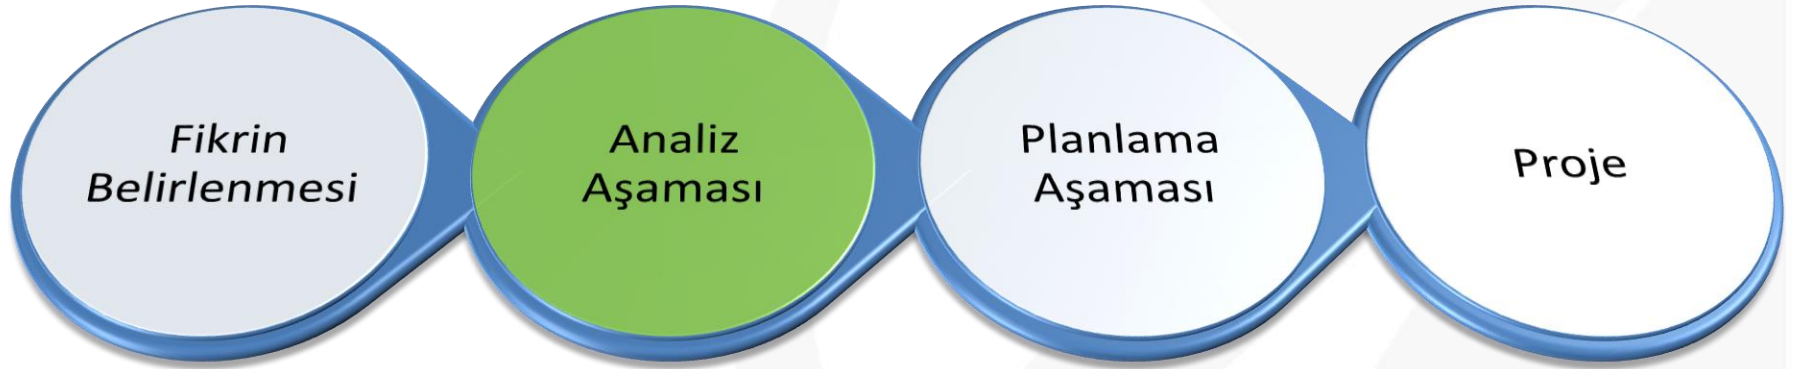 Fikrin
Belirlenmesi
Analiz
Aşaması
Planlama
Aşaması
Proje